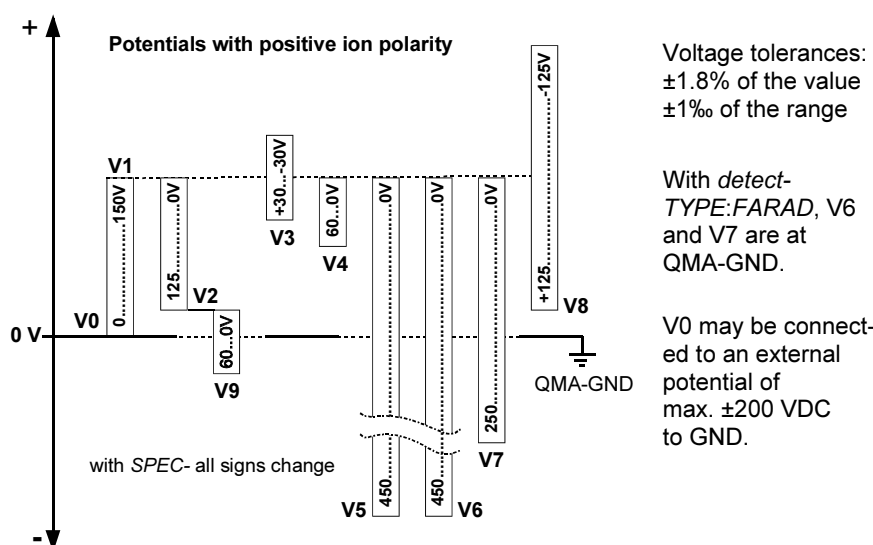 +
Potentials with positive ion polarity
V1
0............150V
V0
0 V
125............0V
V2
60...0V
V9
+30...-30V
V3
60...0V
V4
450............0V
V5
450............0V
V6
250............0V
V7
+125............-125V
V8
QMA-GND
with SPEC- all signs change
-
Voltage tolerances:
±1.8% of the value
±1‰ of the range
With detect-
TYPE:FARAD, V6
and V7 are at
QMA-GND.
V0 may be connect-
ed to an external
potential of
max. ±200 VDC
to GND.